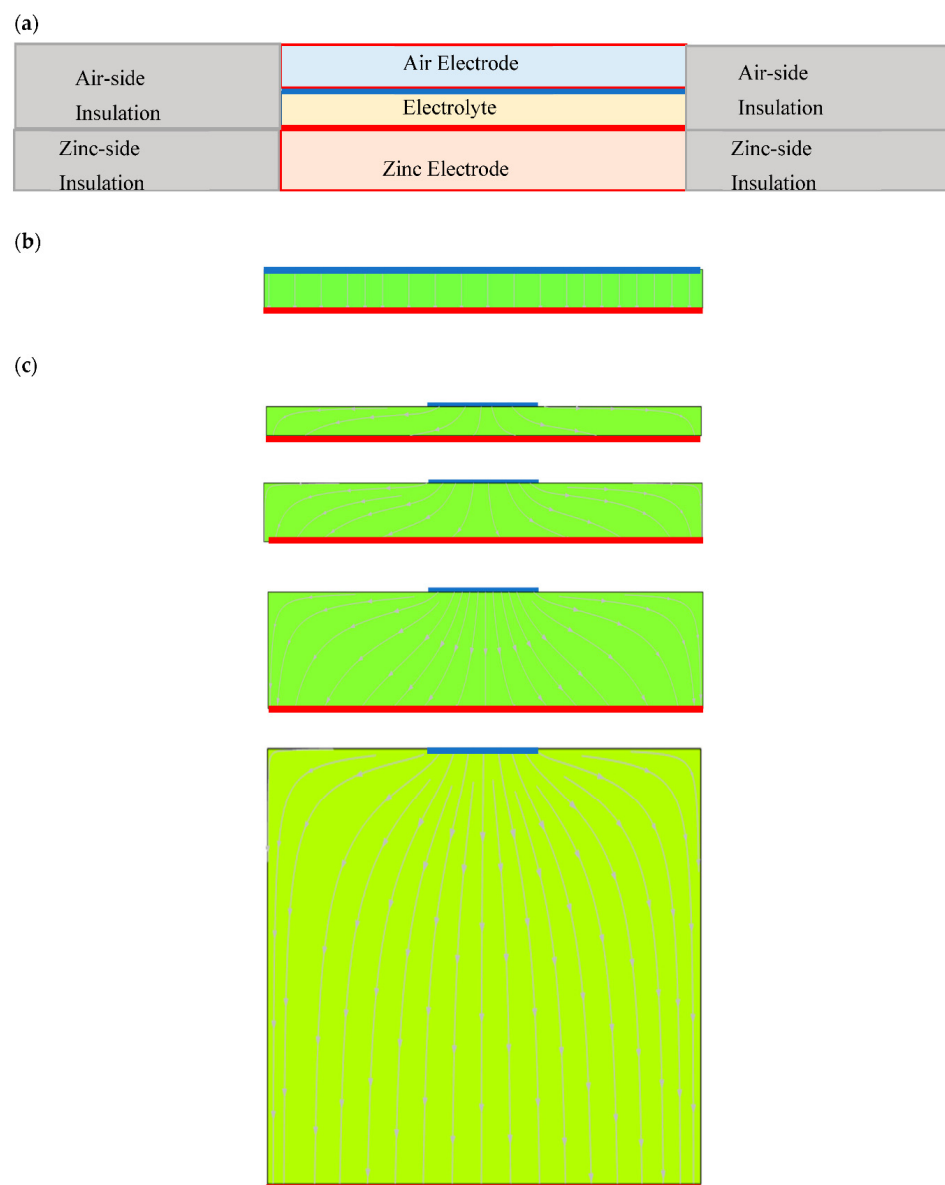 (a)
Air-side
Insulation
Air Electrode
Air-side
Insulation
Electrolyte
Zinc-side
Insulation
Zinc Electrode
Zinc-side
Insulation
(b)
(c)